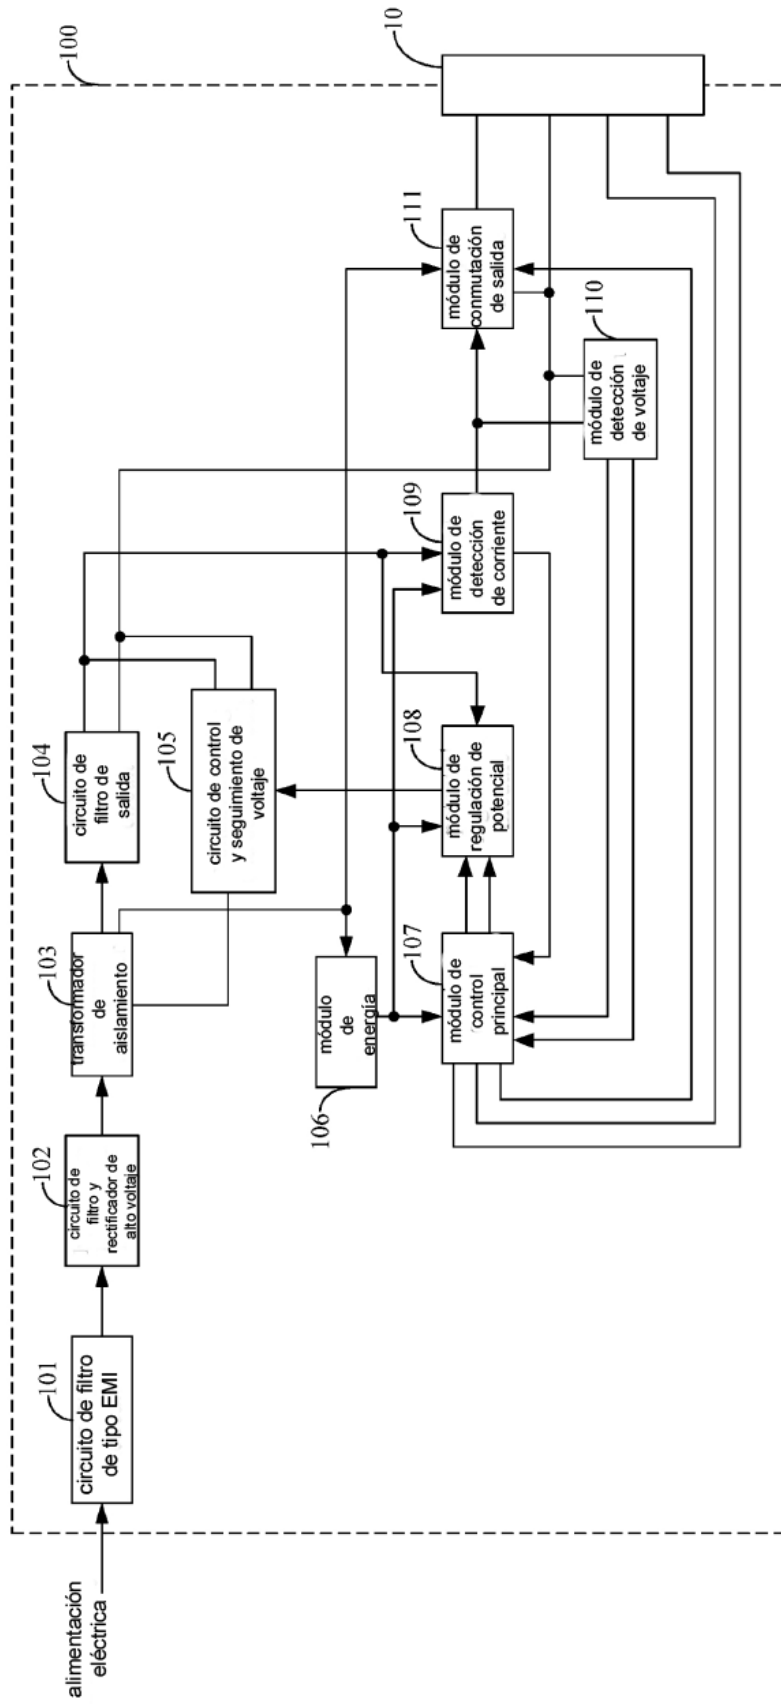 alimentación
eléctrica
101
circuito de filtro
de tipo EMI
102
circuito de
filtro y
rectificador de
alto voltaje
103
transformador
de
aislamiento
104
circuito de
filtro de
salida
105
circuito de control
y seguimiento de
voltaje
106
módulo
de
energía
107
módulo de
control
principal
108
módulo de
regulación de
potencial
109
módulo de
detección
de corriente
110
módulo de
detección
de voltaje
111
módulo de
conmutación
de salida
100
10